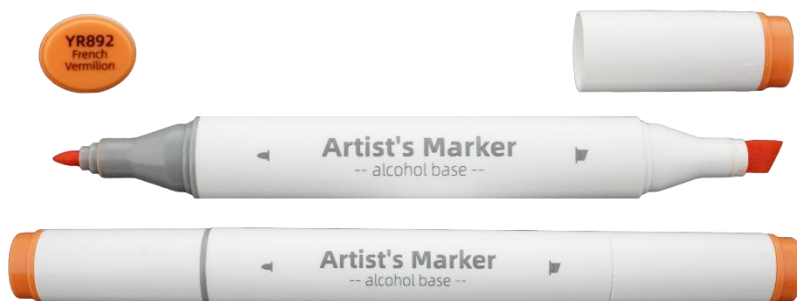 YR892
French
Vermilion
Artist's Marker
-- alcohol base --
Artist's Marker
-- alcohol base --